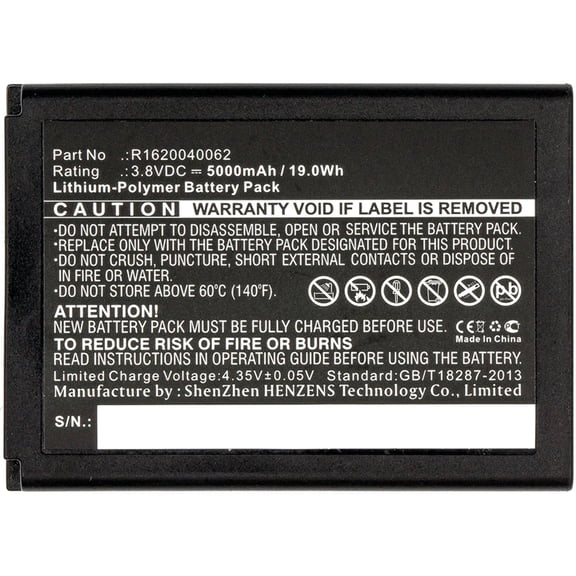 Part No .:R1620040062
Rating .:3.8VDC ⎓ 5000mAh / 19.0Wh
Lithium-Polymer Battery Pack
CAUTION WARRANTY VOID IF LABEL IS REMOVED
•DO NOT ATTEMPT TO DISASSEMBLE, OPEN OR SERVICE THE BATTERY PACK.
•REPLACE ONLY WITH THE BATTERY PACK DESIGNATED FOR THIS PRODUCT.
•DO NOT CRUSH, PUNCTURE, SHORT EXTERNAL CONTACTS OR DISPOSE OF
IN FIRE OR WATER.
•DO NOT STORE ABOVE 60°C (140°F).
ATTENTION!
NEW BATTERY PACK MUST BE FULLY
CHARGED BEFORE USE.
TO REDUCE RISK OF FIRE OR BURNS
READ OPERATING GUIDE BEFORE USING BATTERY PACK.
Limited Charge Voltage:4.35V±0.05V Standard:GB/T18287-2013
Manufacture by : ShenZhen HENZENS Technology Co., Limited
S/N.:
Pb
CE
Made In China